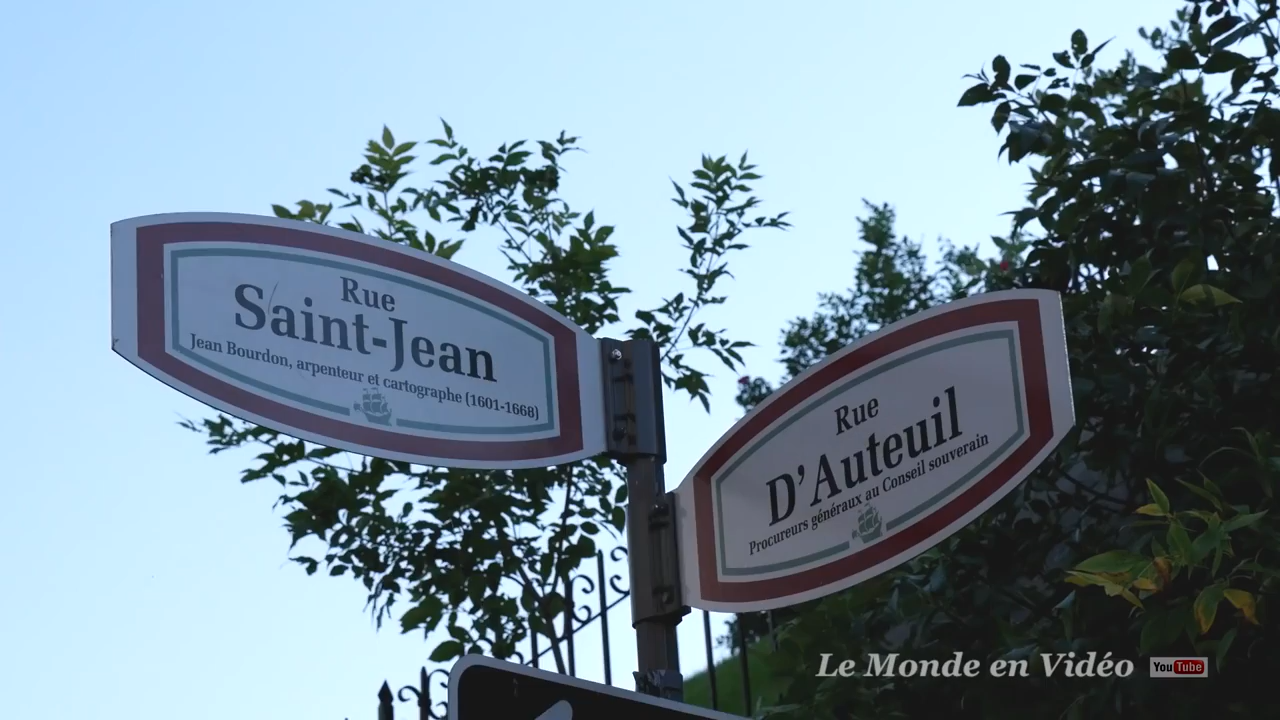 Rue
Saint-Jean
Jean Bourdon, arpenteur et cartographe (1601-1668)
Rue
D'Auteuil
Procureurs généraux au Conseil souverain
Le Monde en Vidéo YouTube